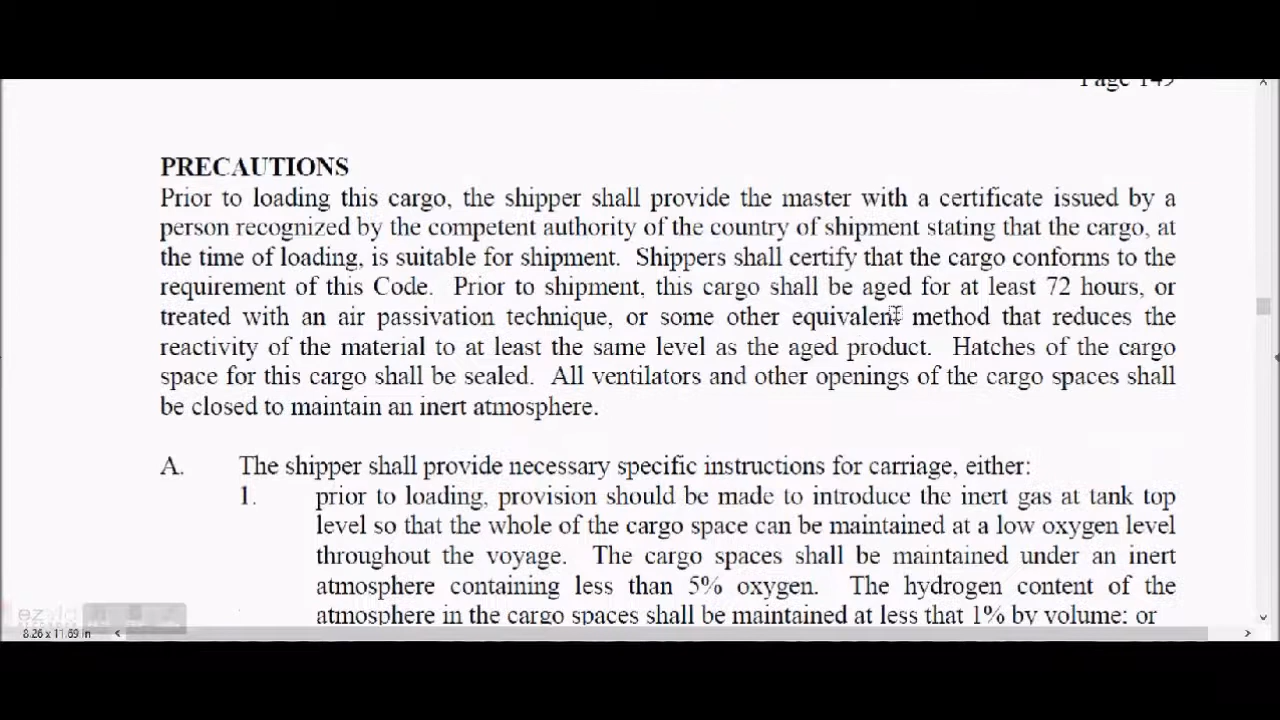 Page 149
PRECAUTIONS
Prior to loading this cargo, the shipper shall provide the master with a certificate issued by a
person recognized by the competent authority of the country of shipment stating that the cargo, at
the time of loading, is suitable for shipment. Shippers shall certify that the cargo conforms to the
requirement of this Code. Prior to shipment, this cargo shall be aged for at least 72 hours, or
treated with an air passivation technique, or some other equivalent method that reduces the
reactivity of the material to at least the same level as the aged product. Hatches of the cargo
space for this cargo shall be sealed. All ventilators and other openings of the cargo spaces shall
be closed to maintain an inert atmosphere.
A. The shipper shall provide necessary specific instructions for carriage, either:
1. prior to loading, provision should be made to introduce the inert gas at tank top
level so that the whole of the cargo space can be maintained at a low oxygen level
throughout the voyage. The cargo spaces shall be maintained under an inert
atmosphere containing less than 5% oxygen. The hydrogen content of the
atmosphere in the cargo spaces shall be maintained at less that 1% by volume: or
8.26 x 11.69 in